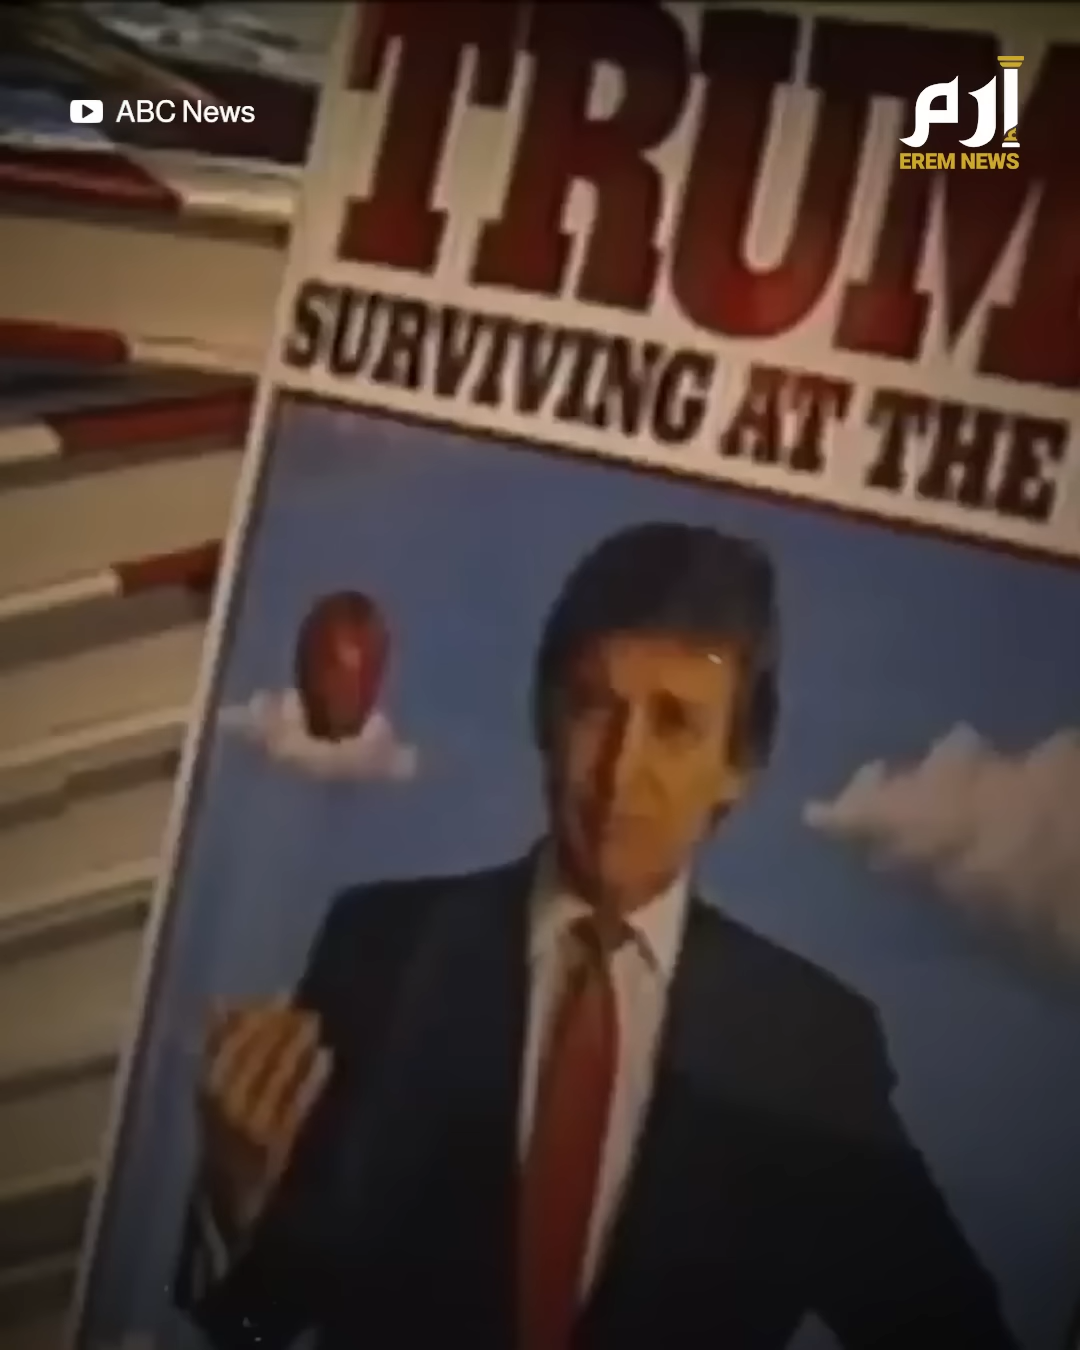 ABC News
إرم
EREM NEWS
TRUM
SURVIVING AT THE